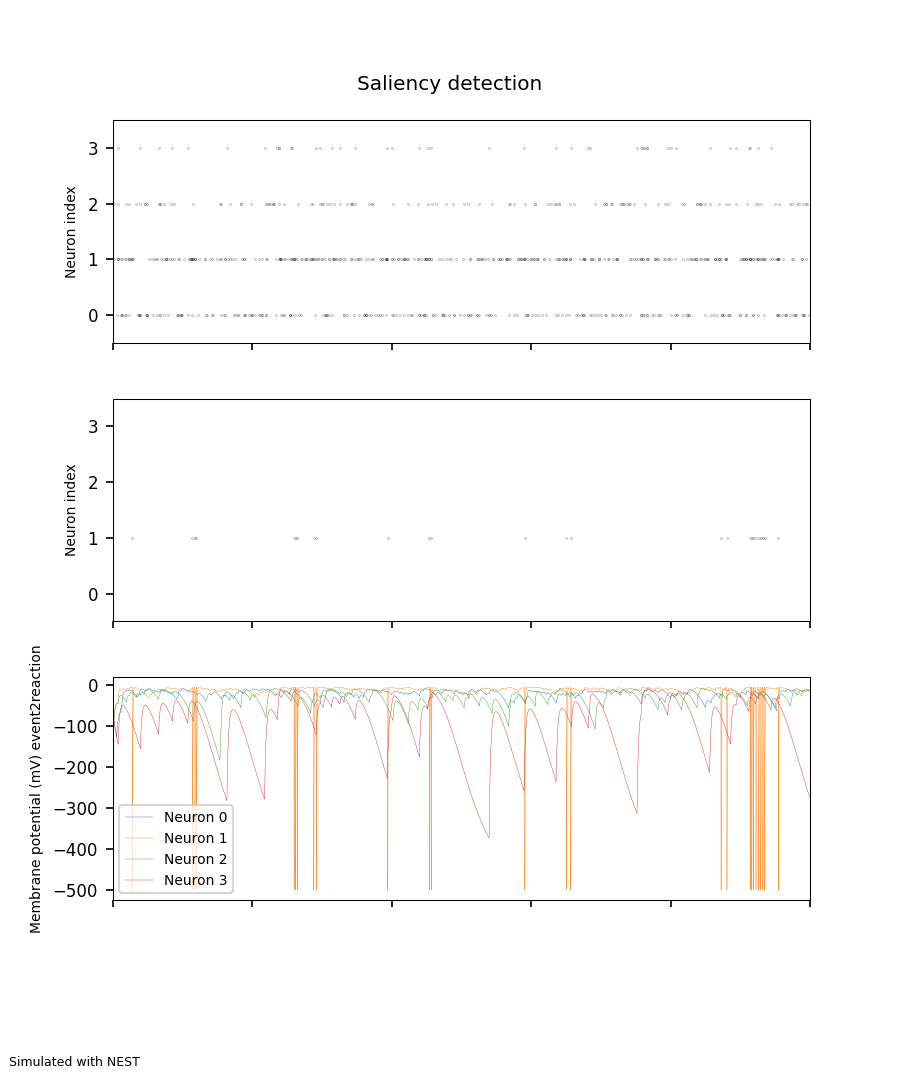 Saliency detection
3
2
1
0
Neuron index
3
2
1
0
Neuron index
0
−100
−200
−300
−400
−500
Membrane potential (mV) event2reaction
Neuron 0
Neuron 1
Neuron 2
Neuron 3
Simulated with NEST